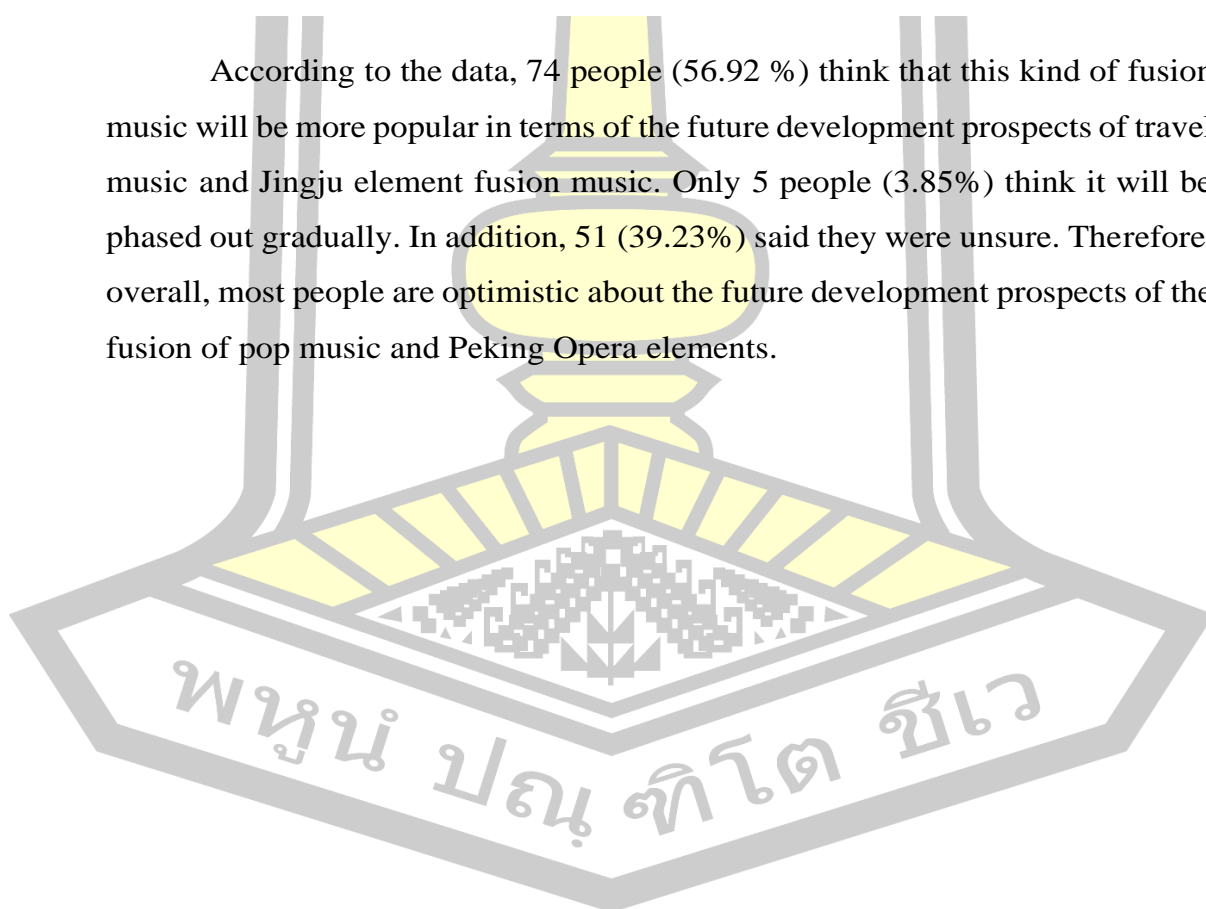 According to the data, 74 people (56.92 %) think that this kind of fusion
music will be more popular in terms of the future development prospects of travel
music and Jingju element fusion music. Only 5 people (3.85%) think it will be
phased out gradually. In addition, 51 (39.23%) said they were unsure. Therefore
overall, most people are optimistic about the future development prospects of the
fusion of pop music and Peking Opera elements.
พหูนํ ปณฺฑิโต ชีเว